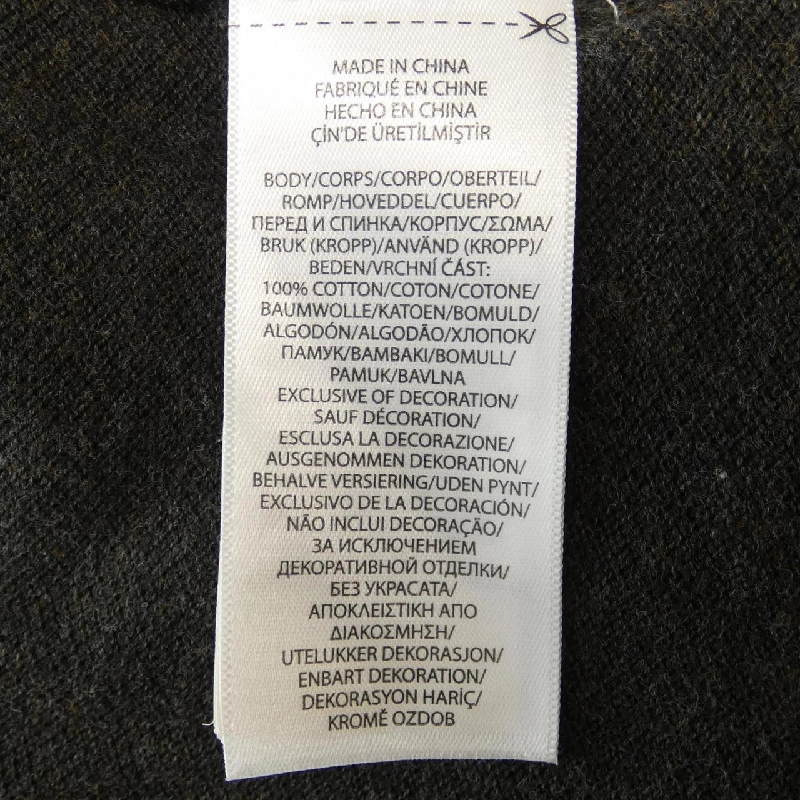 MADE IN CHINA
FABRIQUÉ EN CHINE
HECHO EN CHINA
ÇİN'DE ÜRETİLMİŞTİR
BODY/CORPS/CORPO/OBERTEIL/
ROMP/HOVEDDEL/CUERPO/
ПЕРЕД И СПИНКА/КОРПУС/ΣΩΜΑ/
BRUK (KROPP)/ANVÄND (KROPP)/
BEDEN/VRCHNÍ ČÁST:
100% COTTON/COTON/COTONE/
BAUMWOLLE/KATOEN/BOMULD/
ALGODÓN/ALGODÃO/ХЛОПОК/
ПАМУК/ΒΑΜΒΑΚΙ/BOMULL/
PAMUK/BAVLNA
EXCLUSIVE OF DECORATION/
SAUF DÉCORATION/
ESCLUSA LA DECORAZIONE/
AUSGENOMMEN DEKORATION/
BEHALVE VERSIERING/UDEN PYNT/
EXCLUSIVO DE LA DECORACIÓN/
NÃO INCLUI DECORAÇÃO/
ЗА ИСКЛЮЧЕНИЕМ
ДЕКОРАТИВНОЙ ОТДЕЛКИ/
БЕЗ УКРАСАТА/
ΑΠΟΚΛΕΙΣΤΙΚΗ ΑΠΟ
ΔΙΑΚΟΣΜΗΣΗ/
UTELUKKER DEKORASJON/
ENBART DEKORATION/
DEKORASYON HARİÇ/
KROMĚ OZDOB